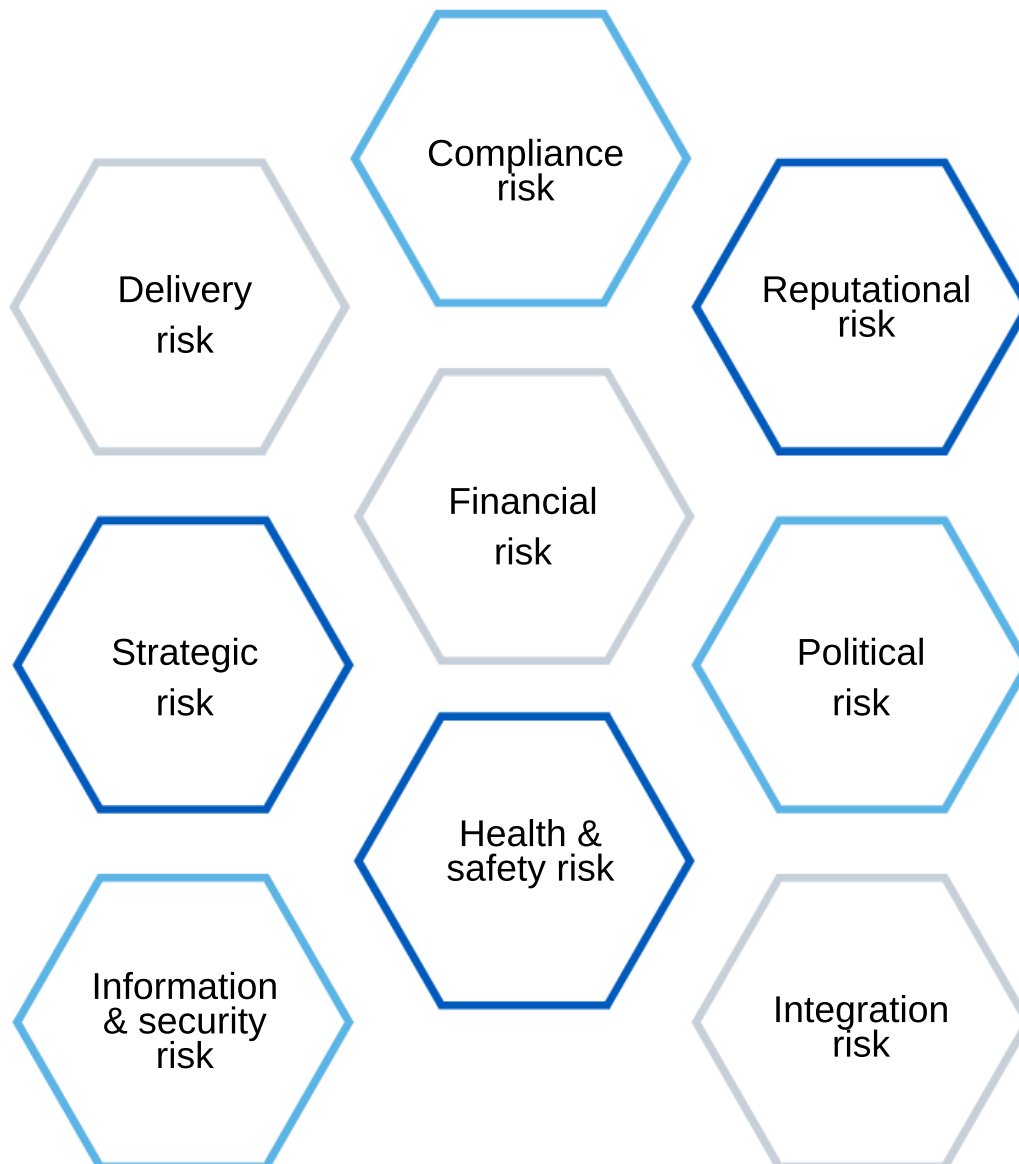 Compliance
risk
Delivery
risk
Reputational
risk
Financial
risk
Strategic
risk
Political
risk
Health &
safety risk
Information
& security
risk
Integration
risk